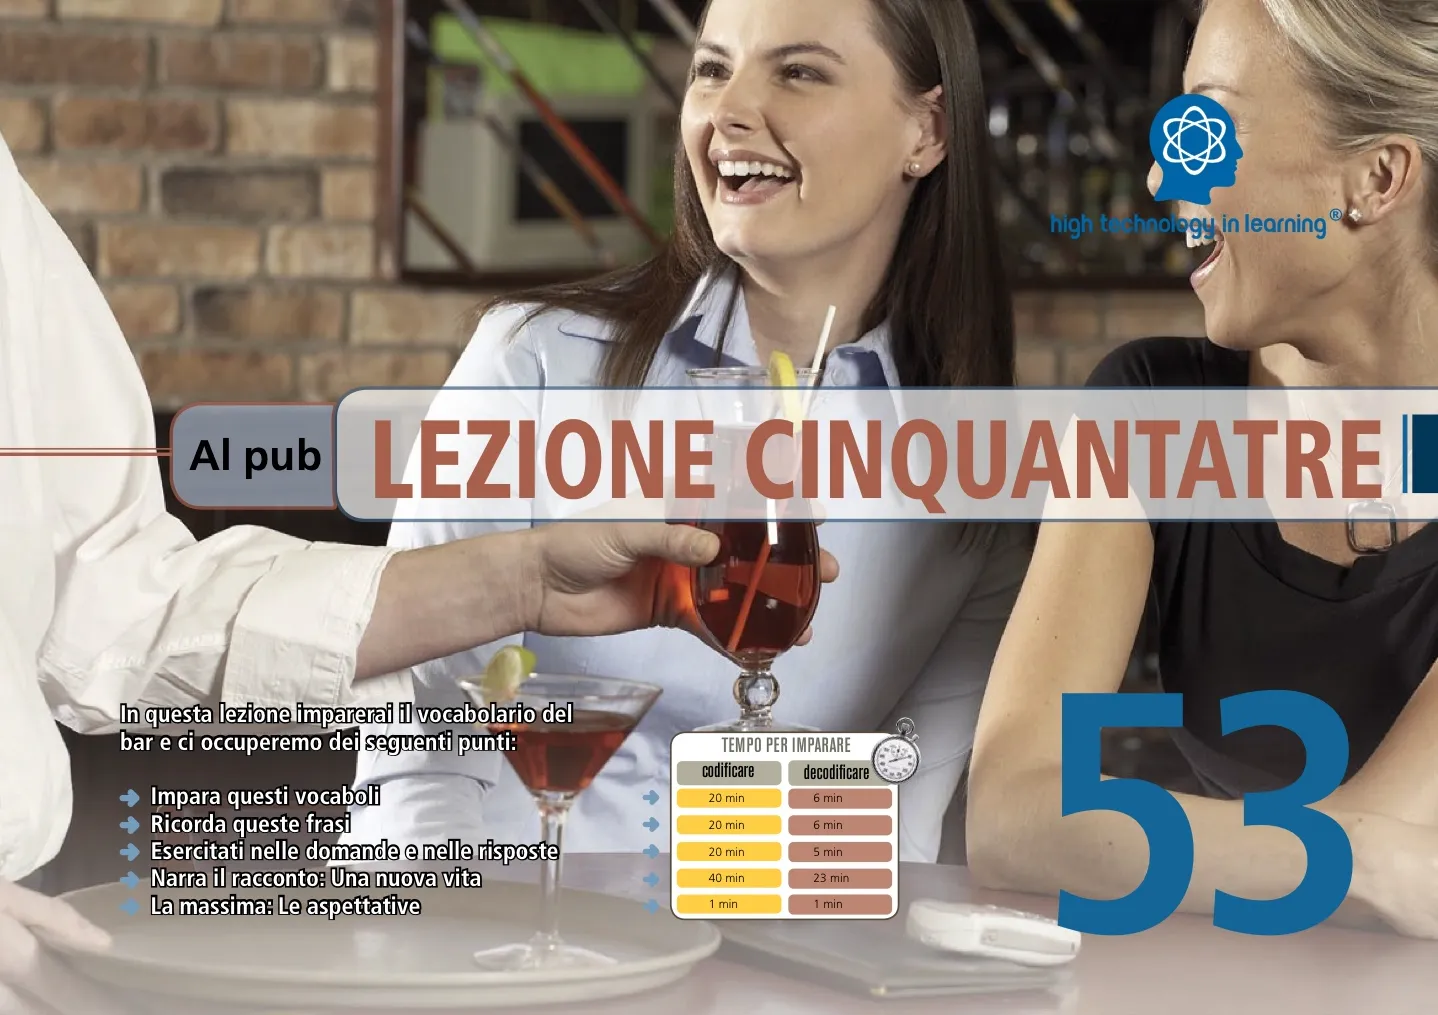 high technology in learning®
Al pub
LEZIONE CINQUANTATRE
In questa lezione imparerai il vocabolario del
bar e ci occuperemo dei seguenti punti:
Impara questi vocaboli
Ricorda queste frasi
Esercitati nelle domande e nelle risposte
Narra il racconto: Una nuova vita
La massima: Le aspettative
TEMPO PER IMPARARE
codificare decodificare
20 min 6 min
20 min 6 min
20 min 5 min
40 min 23 min
1 min 1 min
53